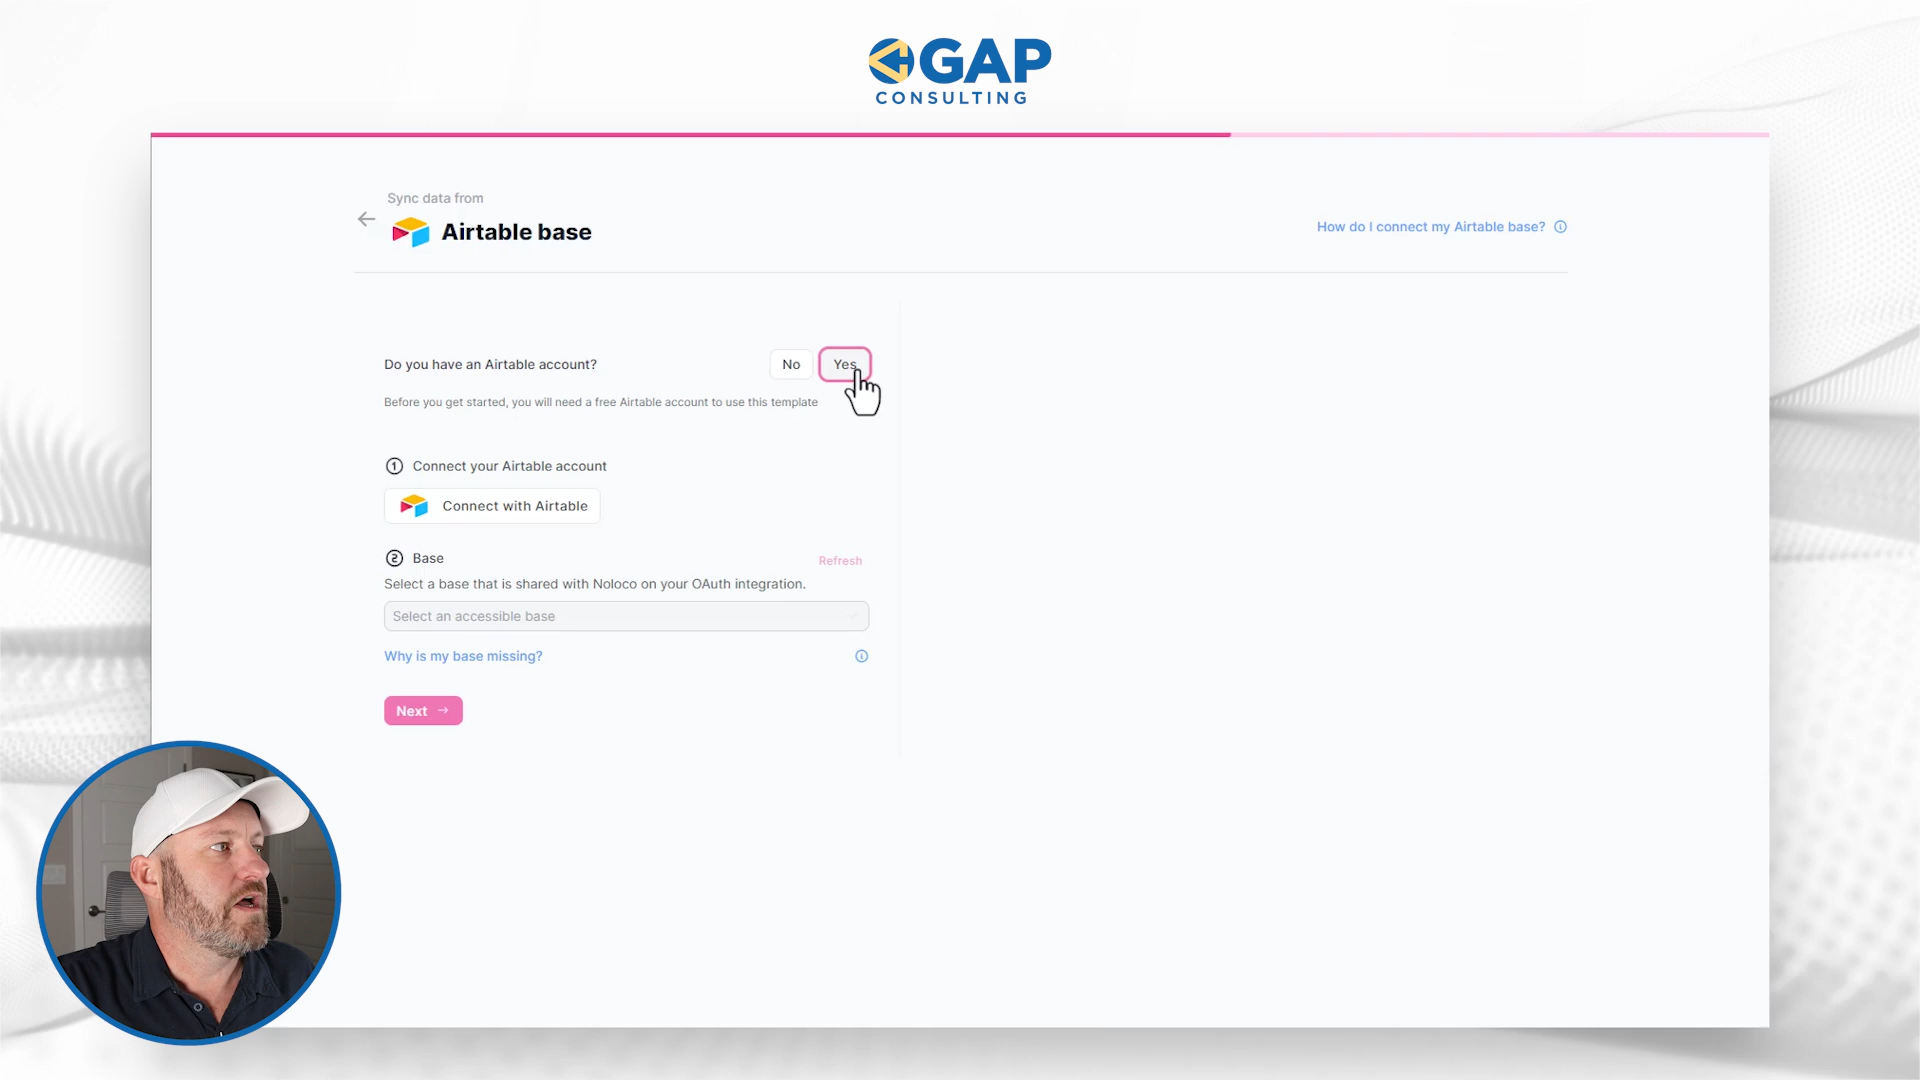 GAP
CONSULTING
Sync data from
Airtable base
How do I connect my Airtable base?
Do you have an Airtable account?
No
Yes
Before you get started, you will need a free Airtable account to use this template
1 Connect your Airtable account
Connect with Airtable
2 Base
Refresh
Select a base that is shared with Noloco on your OAuth integration.
Select an accessible base
Why is my base missing?
Next